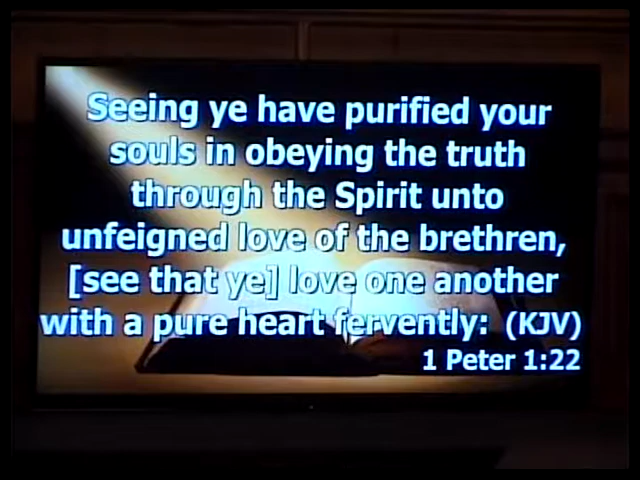 Seeing ye have purified your
souls in obeying the truth
through the Spirit unto
unfeigned love of the brethren,
[see that ye] love one another
with a pure heart fervently: (KJV)
1 Peter 1:22